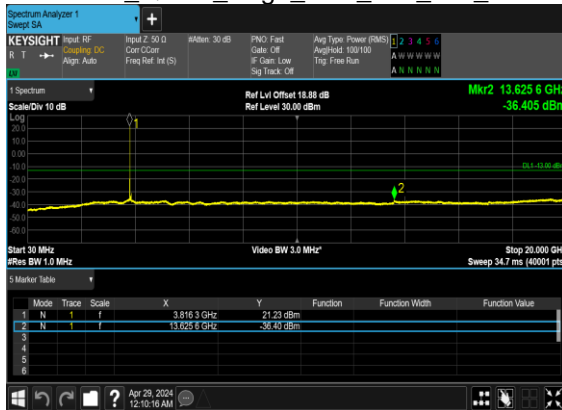 Spectrum Analyzer 1
Swept SA
KEYSIGHT Input: RF Input Z: 50 Ω #Atten: 30 dB PNO: Fast Avg Type: Power (RMS) 1 2 3 4 5 6
R T Coupling: DC Corr CCorr Gate: Off Avg|Hold: 100/100 A W W W W W
Align: Auto Freq Ref: Int (S) IF Gain: Low Trig: Free Run
LXI Sig Track: Off A N N N N N
1 Spectrum Ref Lvl Offset 18.88 dB Mkr2 13.625 6 GHz
Scale/Div 10 dB Ref Level 30.00 dBm -36.405 dBm
Log
20.0
10.0
0.00
-10.0
-20.0
-30.0
-40.0
-50.0
-60.0
1
DL1 -13.00 dBm
2
Start 30 MHz Video BW 3.0 MHz* Stop 20.000 GHz
#Res BW 1.0 MHz Sweep 34.7 ms (40001 pts)
5 Marker Table
Mode Trace Scale X Y Function Function Width Function Value
1 N 1 f 3.816 3 GHz 21.23 dBm
2 N 1 f 13.625 6 GHz -36.40 dBm
3
4
5
6
? Apr 29, 2024
12:10:16 AM